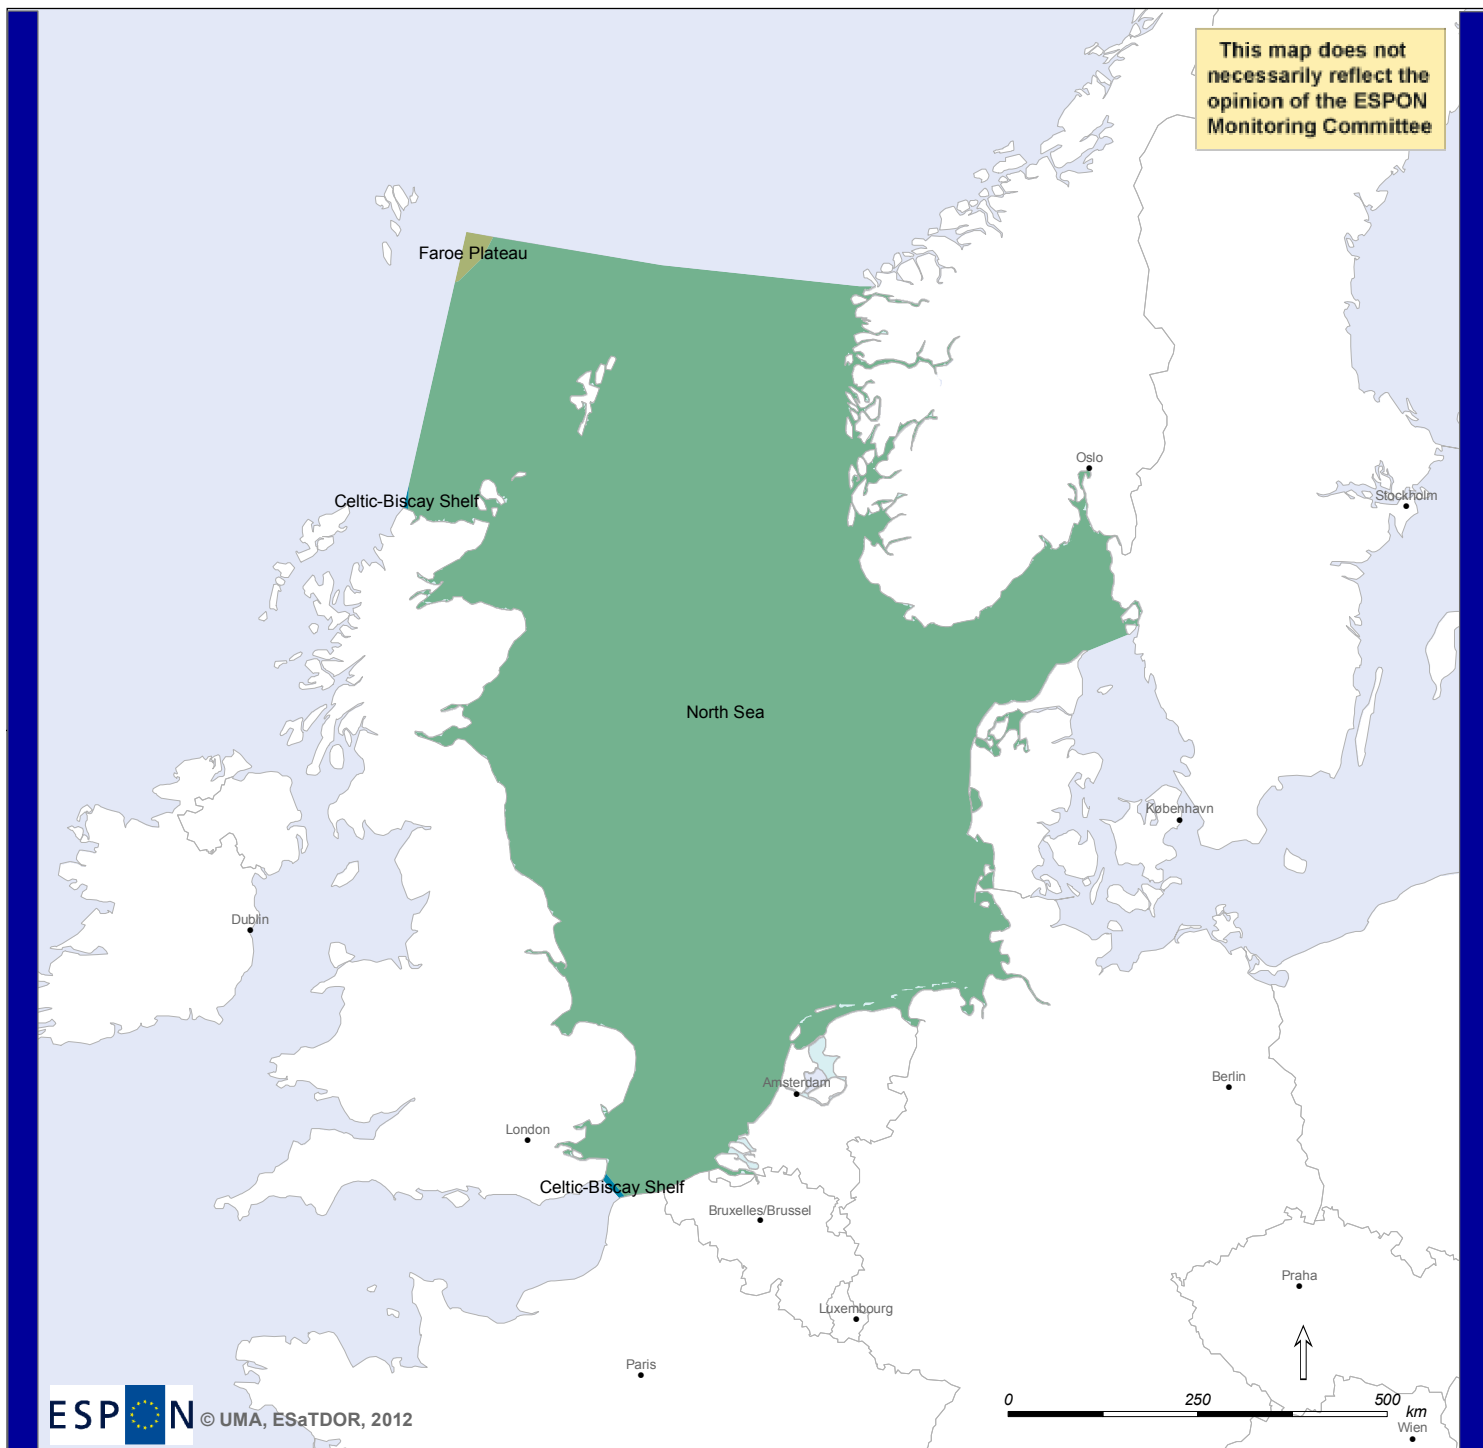 This map does not
necessarily reflect the
opinion of the ESPON
Monitoring Committee
Faroe Plateau
Oslo
Celtic-Biscay Shelf
Stockholm
North Sea
København
Dublin
Amsterdam
Berlin
London
Celtic-Biscay Shelf
Bruxelles/Brussel
Praha
Luxembourg
Paris
0 250 500
km
ESPON © UMA, ESaTDOR, 2012
Wien